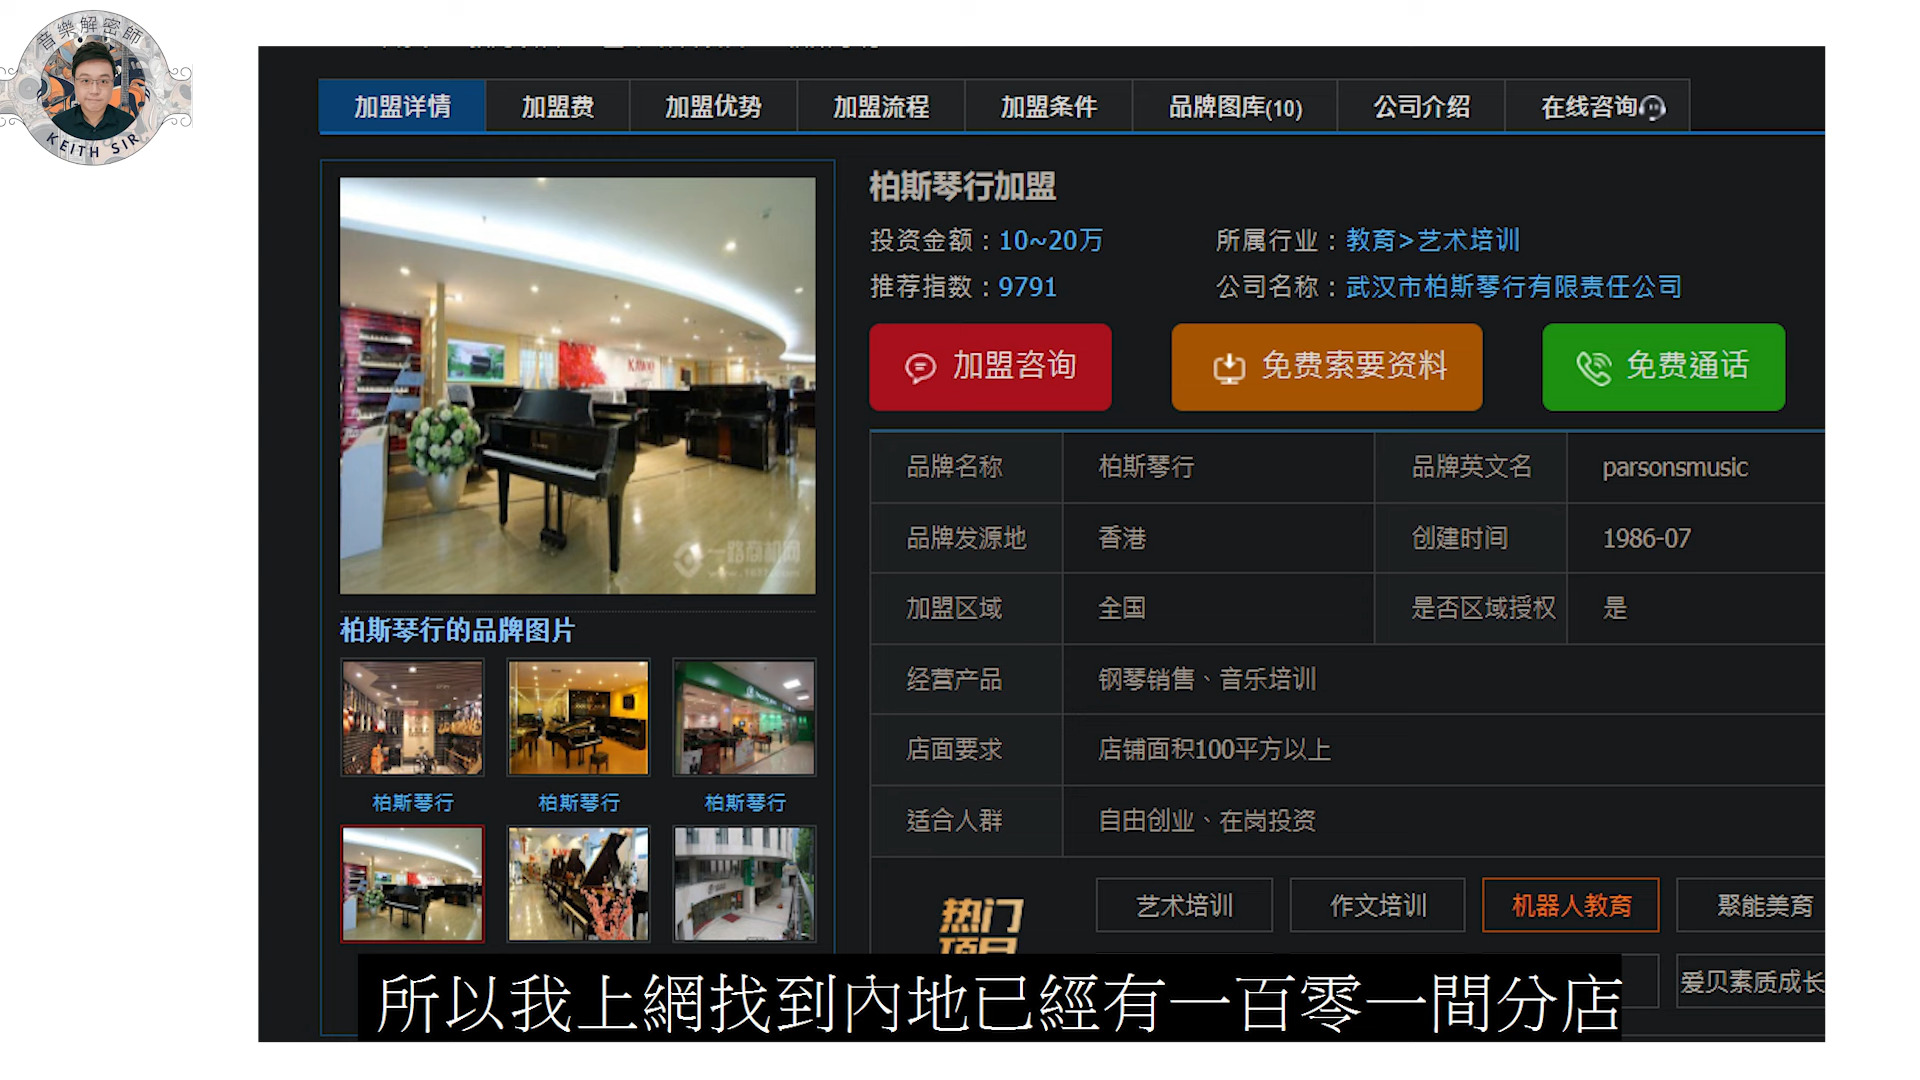 音樂解密師
KEITH SIR
加盟详情 加盟费 加盟优势 加盟流程 加盟条件 品牌图库(10) 公司介绍 在线咨询
柏斯琴行加盟
投资金额：10~20万 所属行业：教育>艺术培训
推荐指数：9791 公司名称：武汉市柏斯琴行有限责任公司
加盟咨询 免费索要资料 免费通话
品牌名称 柏斯琴行 品牌英文名 parsonsmusic
品牌发源地 香港 创建时间 1986-07
加盟区域 全国 是否区域授权 是
经营产品 钢琴销售、音乐培训
店面要求 店铺面积100平方以上
适合人群 自由创业、在岗投资
KAWAI
一路商机网
柏斯琴行的品牌图片
柏斯琴行 柏斯琴行 柏斯琴行
热门项目
艺术培训 作文培训 机器人教育 聚能美育
爱贝素质成长
所以我上網找到內地已經有一百零一間分店